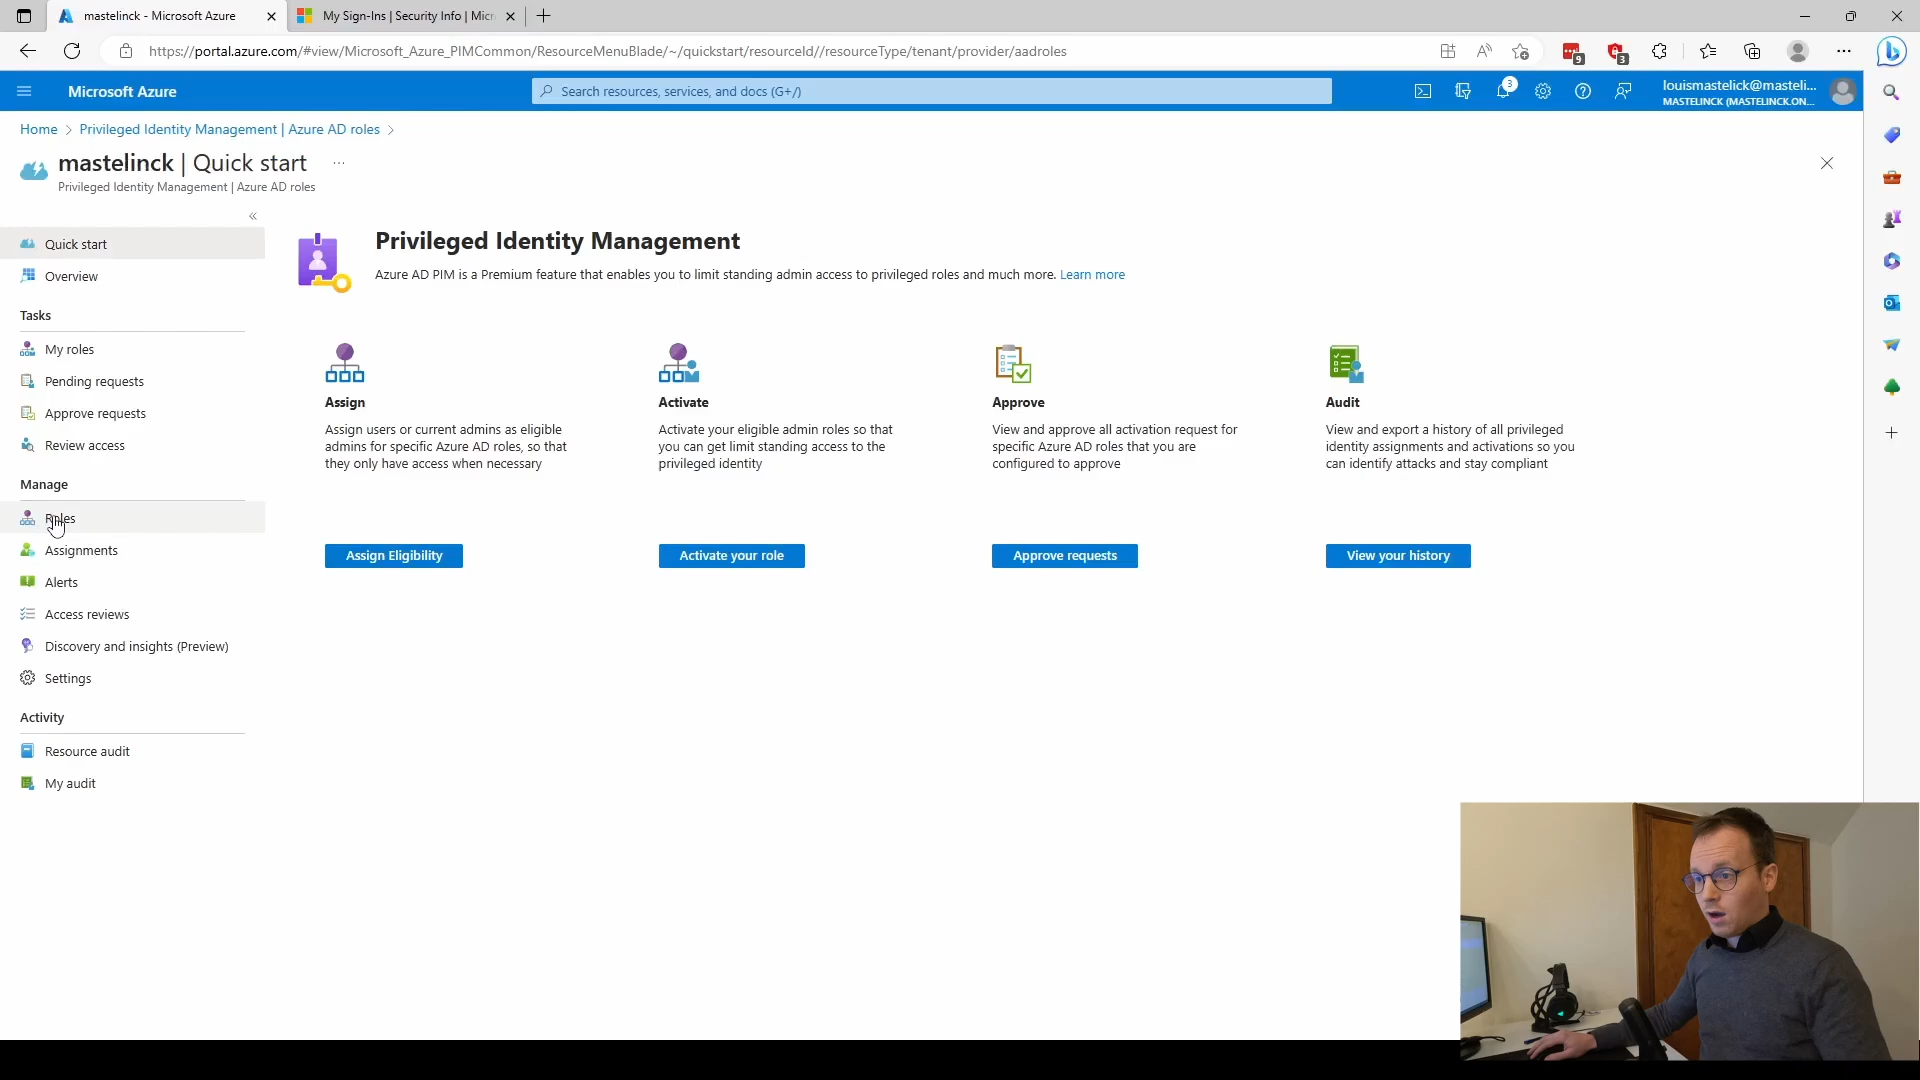 mastelinck - Microsoft Azure
My Sign-Ins | Security Info | Micr
https://portal.azure.com/#view/Microsoft_Azure_PIMCommon/ResourceMenuBlade/~/quickstart/resourceId//resourceType/tenant/provider/aadroles
9
3
Microsoft Azure
Search resources, services, and docs (G+/)
3
louismastelick@masteli...
MASTELINCK (MASTELINCK.ON...
Home > Privileged Identity Management | Azure AD roles >
mastelinck | Quick start ...
Privileged Identity Management | Azure AD roles
Quick start
Overview
Tasks
My roles
Pending requests
Approve requests
Review access
Manage
Roles
Assignments
Alerts
Access reviews
Discovery and insights (Preview)
Settings
Activity
Resource audit
My audit
Privileged Identity Management
Azure AD PIM is a Premium feature that enables you to limit standing admin access to privileged roles and much more. Learn more
Assign
Assign users or current admins as eligible
admins for specific Azure AD roles, so that
they only have access when necessary
Assign Eligibility
Activate
Activate your eligible admin roles so that
you can get limit standing access to the
privileged identity
Activate your role
Approve
View and approve all activation request for
specific Azure AD roles that you are
configured to approve
Approve requests
Audit
View and export a history of all privileged
identity assignments and activations so you
can identify attacks and stay compliant
View your history